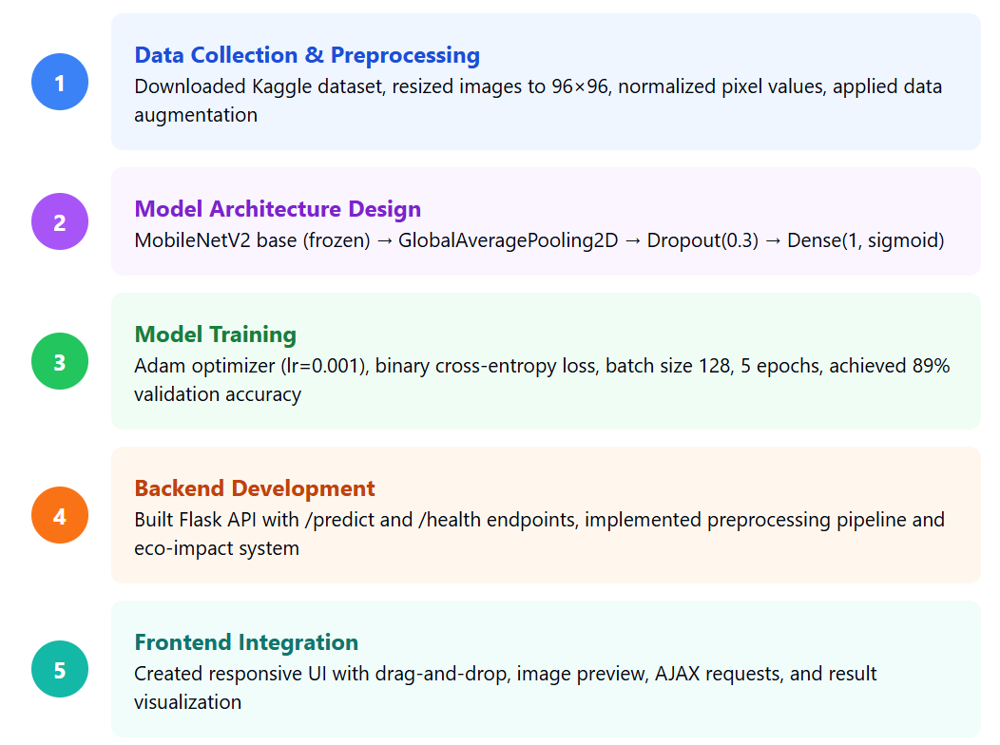 1
Data Collection & Preprocessing
Downloaded Kaggle dataset, resized images to 96×96, normalized pixel values, applied data
augmentation
2
Model Architecture Design
MobileNetV2 base (frozen) → GlobalAveragePooling2D → Dropout(0.3) → Dense(1, sigmoid)
3
Model Training
Adam optimizer (lr=0.001), binary cross-entropy loss, batch size 128, 5 epochs, achieved 89%
validation accuracy
4
Backend Development
Built Flask API with /predict and /health endpoints, implemented preprocessing pipeline and
eco-impact system
5
Frontend Integration
Created responsive UI with drag-and-drop, image preview, AJAX requests, and result
visualization